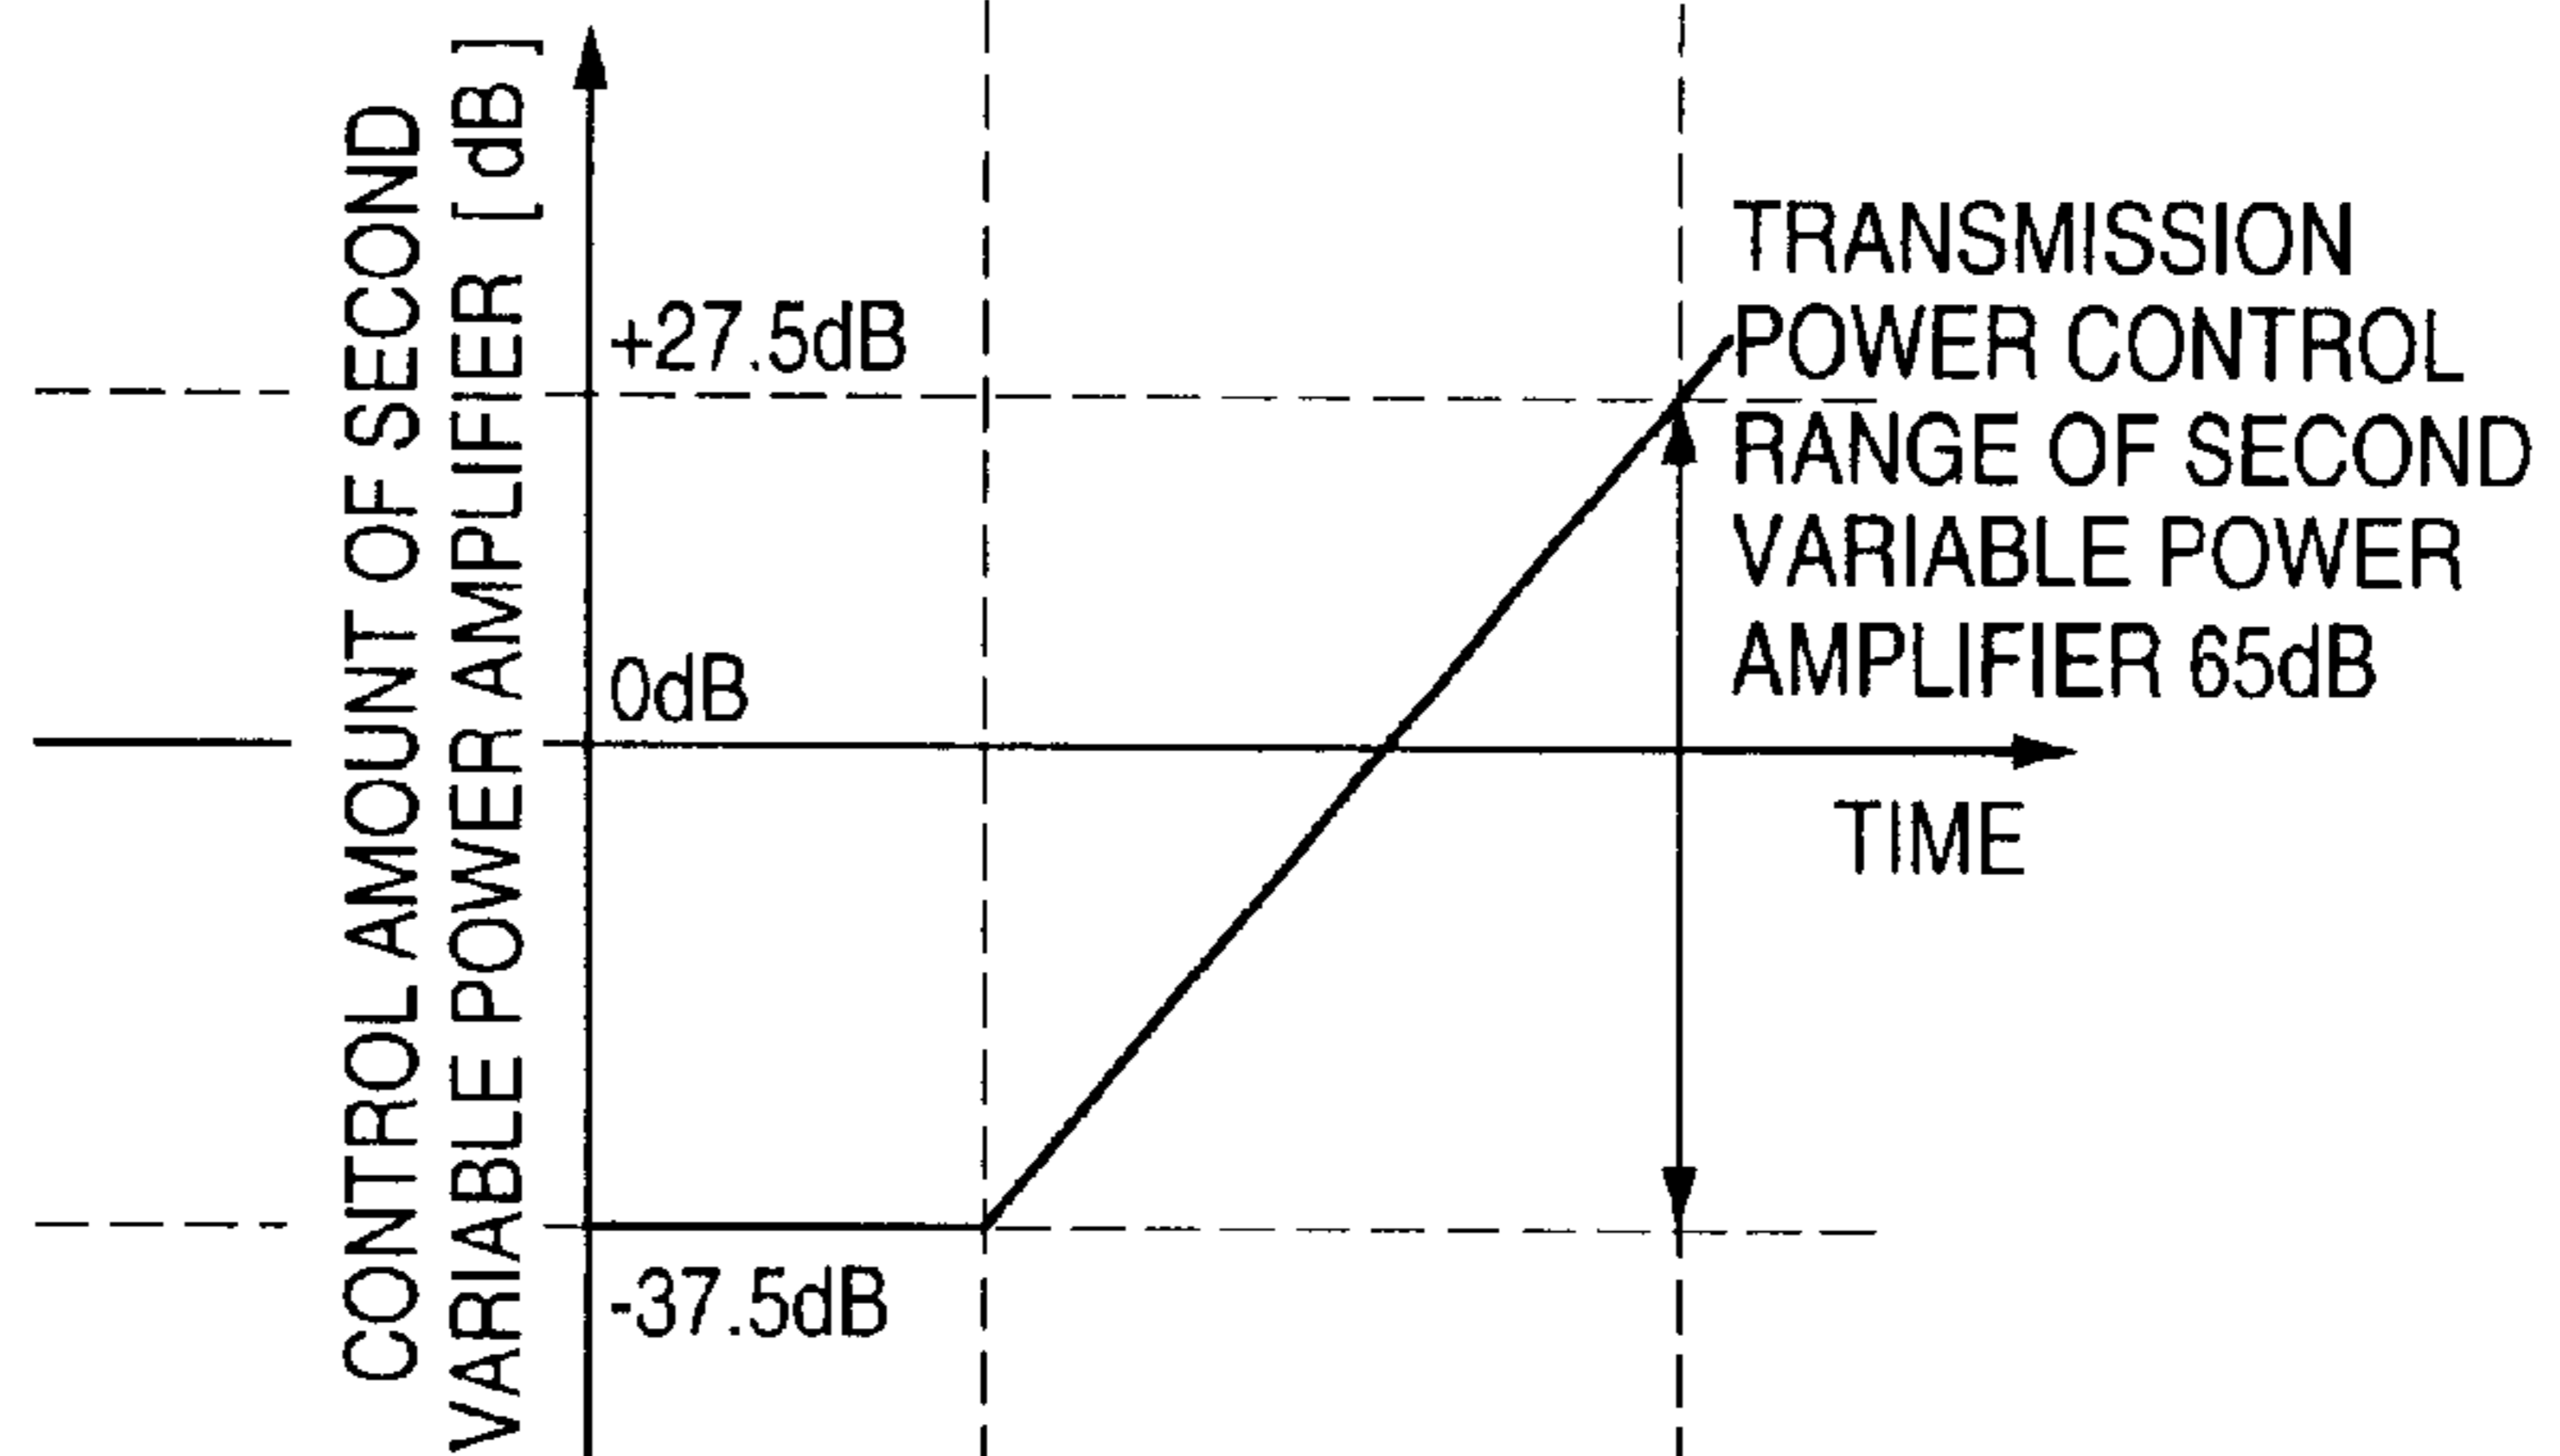 CONTROL AMOUNT OF SECOND
VARIABLE POWER AMPLIFIER [ dB ]
+27.5dB
0dB
-37.5dB
TRANSMISSION
POWER CONTROL
RANGE OF SECOND
VARIABLE POWER
AMPLIFIER 65dB
TIME